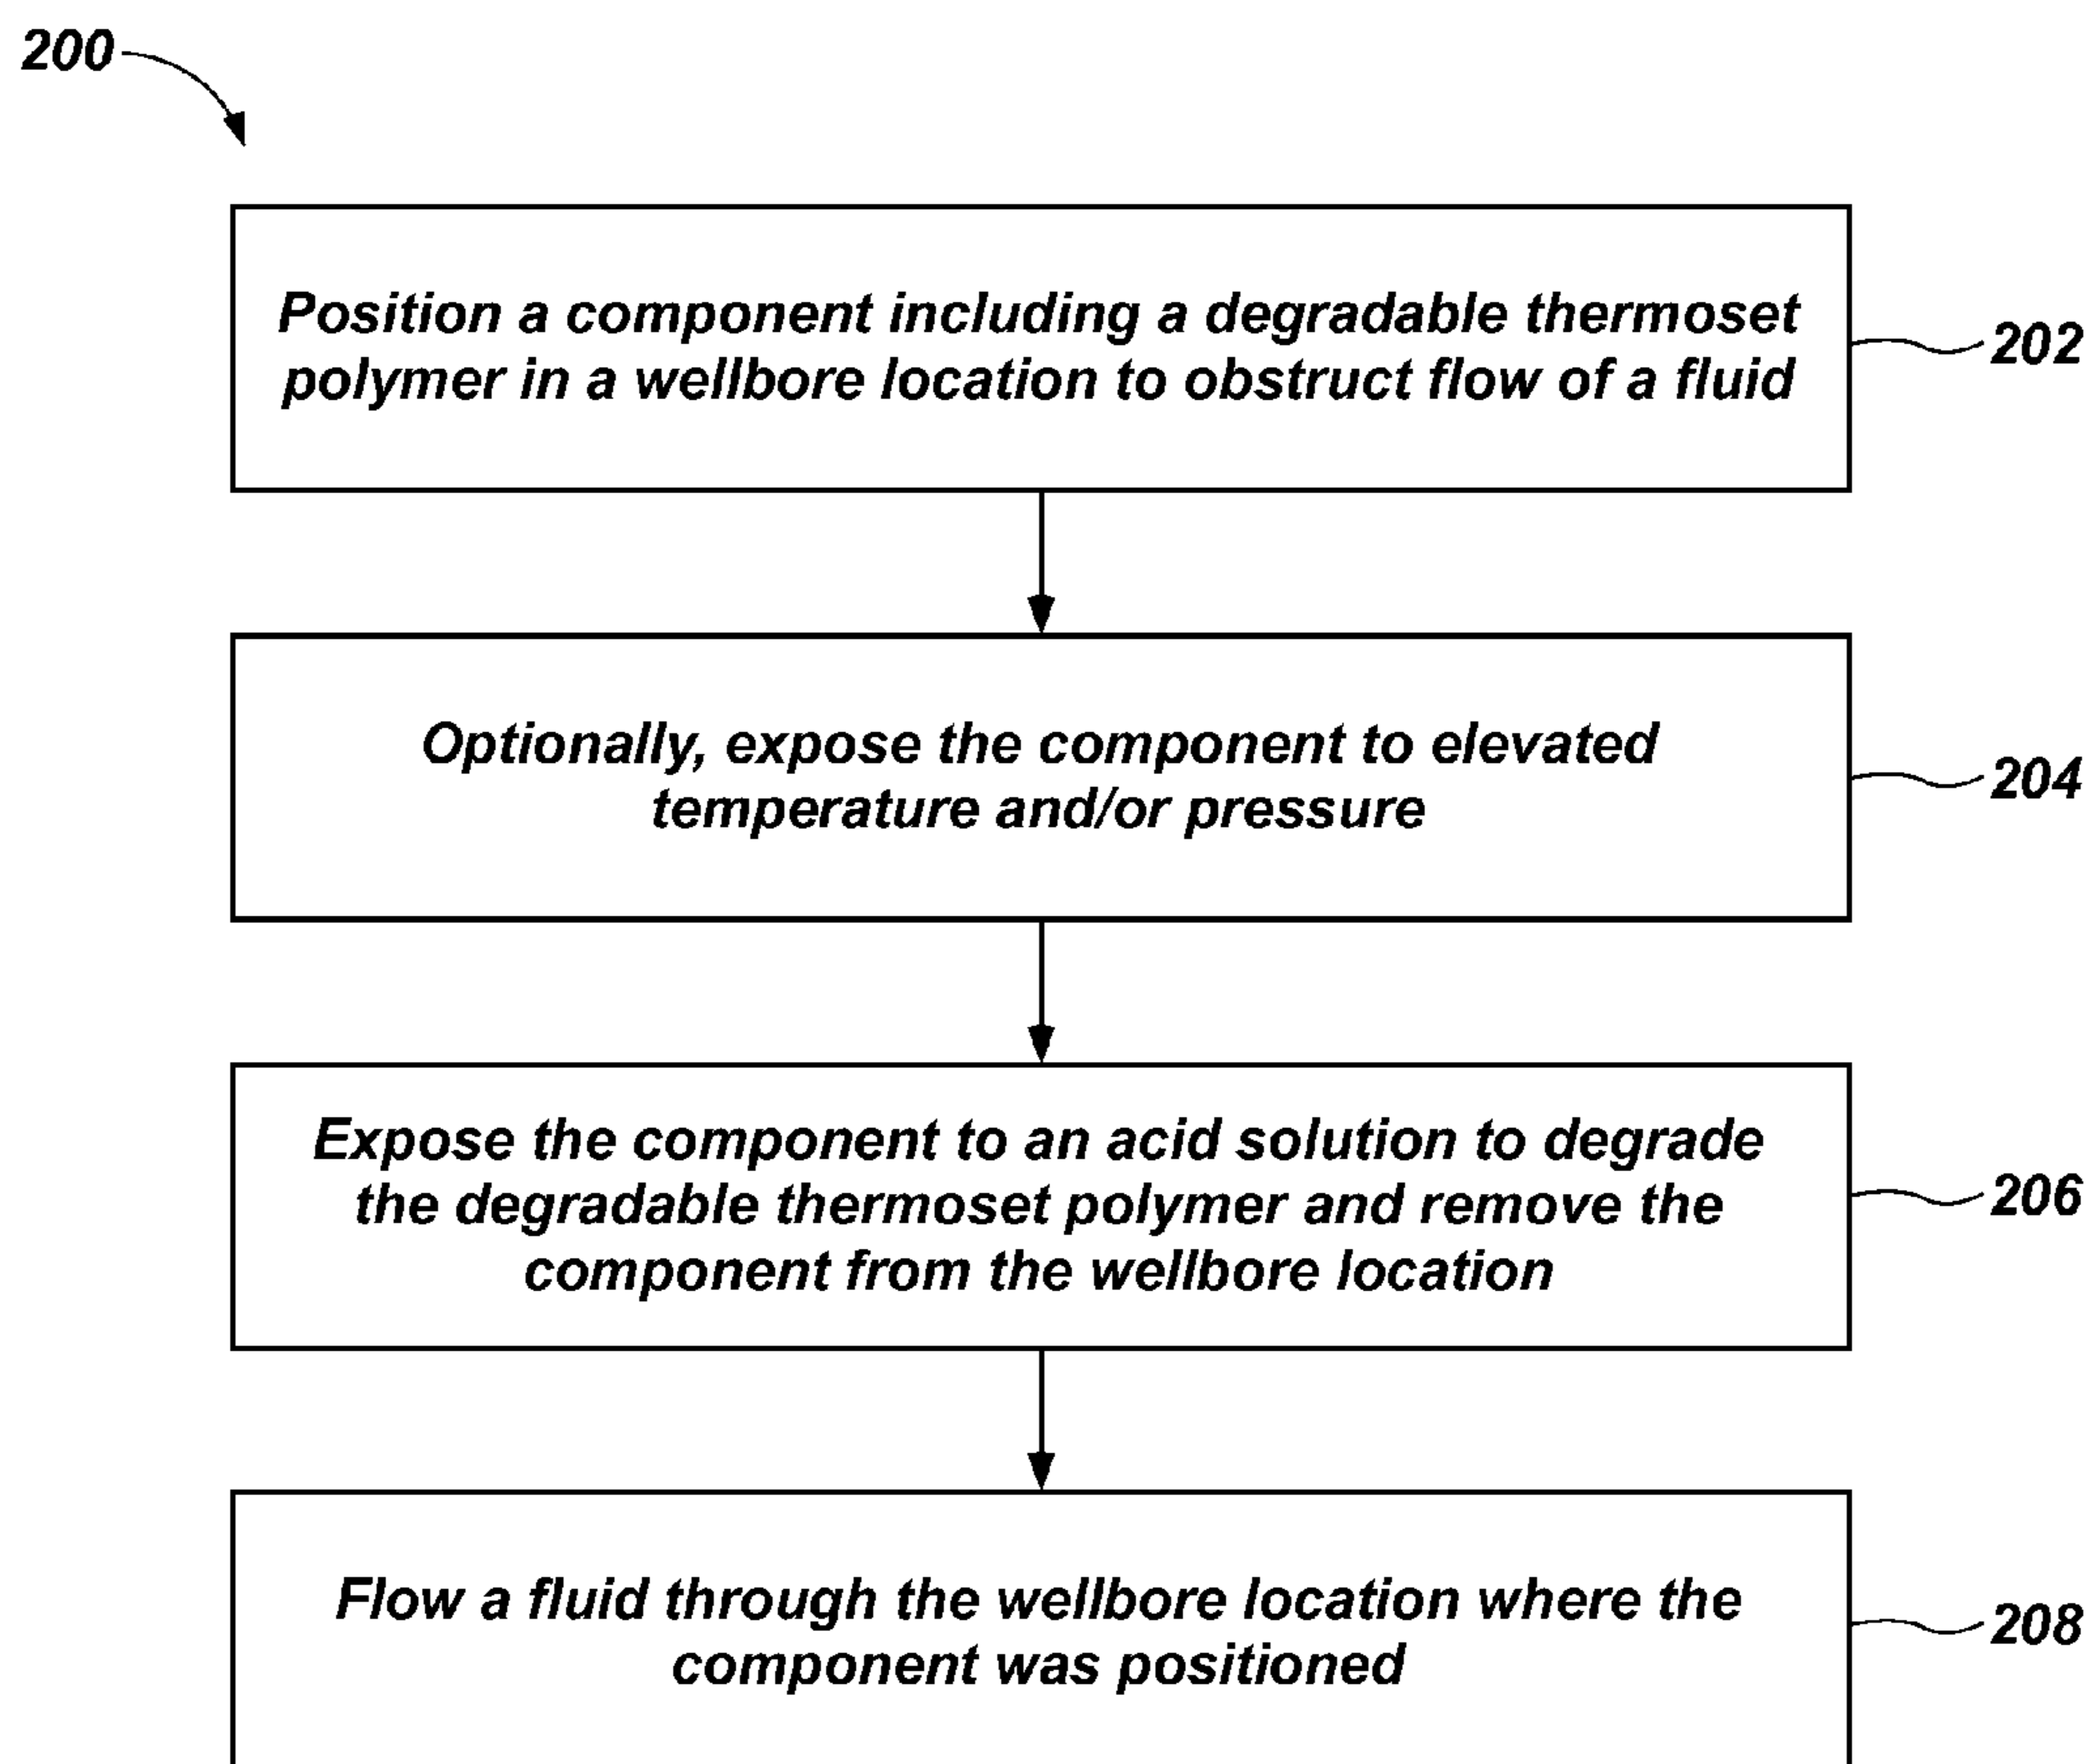 200
Position a component including a degradable thermoset
polymer in a wellbore location to obstruct flow of a fluid
202
Optionally, expose the component to elevated
temperature and/or pressure
204
Expose the component to an acid solution to degrade
the degradable thermoset polymer and remove the
component from the wellbore location
206
Flow a fluid through the wellbore location where the
component was positioned
208